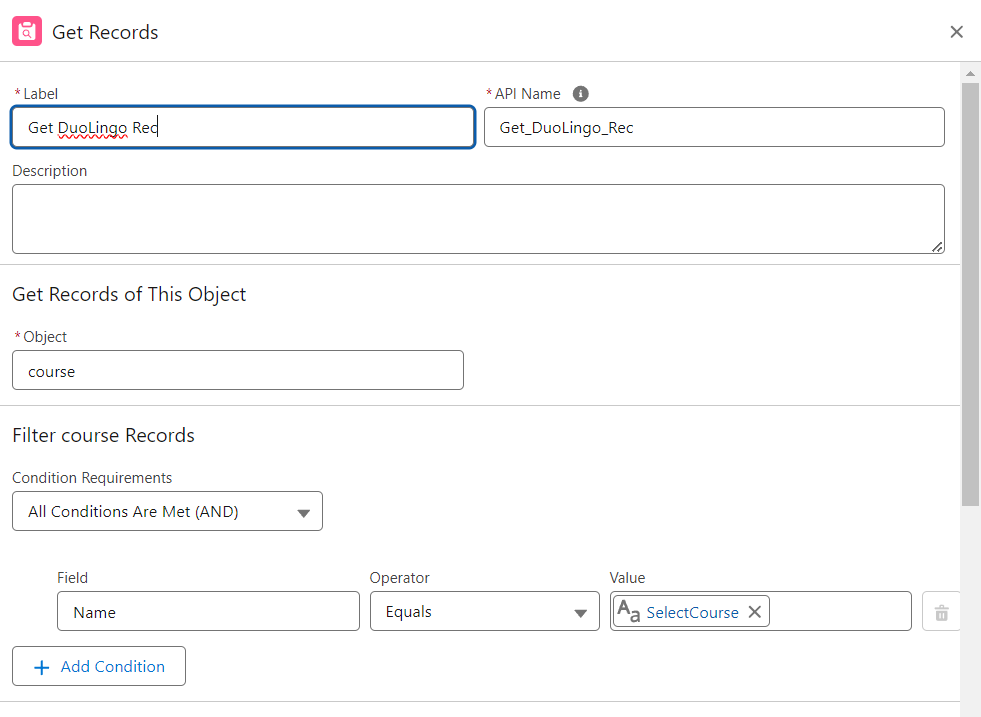 Get Records
* Label
* API Name
Get DuoLingo Rec
Get_DuoLingo_Rec
Description
Get Records of This Object
* Object
course
Filter course Records
Condition Requirements
All Conditions Are Met (AND)
Field
Operator
Value
Name
Equals
Aa SelectCourse
+ Add Condition